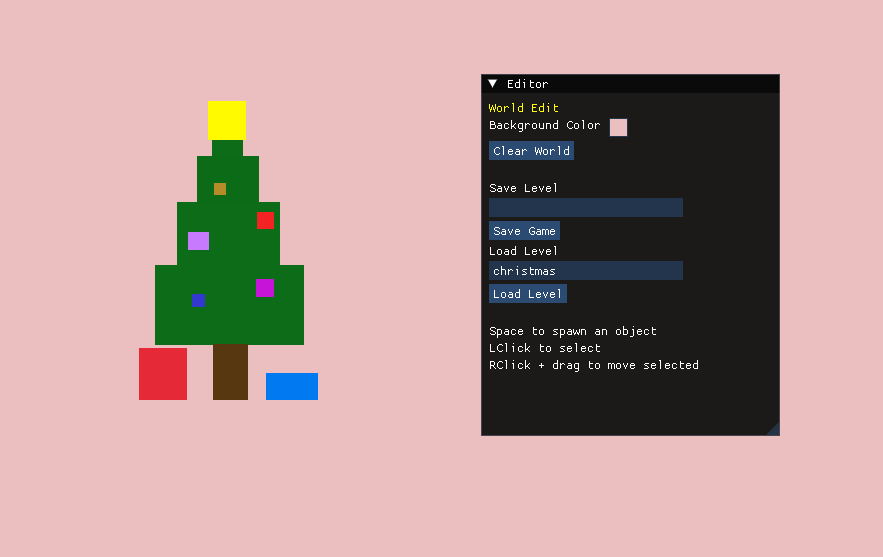 Editor
World Edit
Background Color
Clear World
Save Level
Save Game
Load Level
christmas
Load Level
Space to spawn an object
LClick to select
RClick + drag to move selected